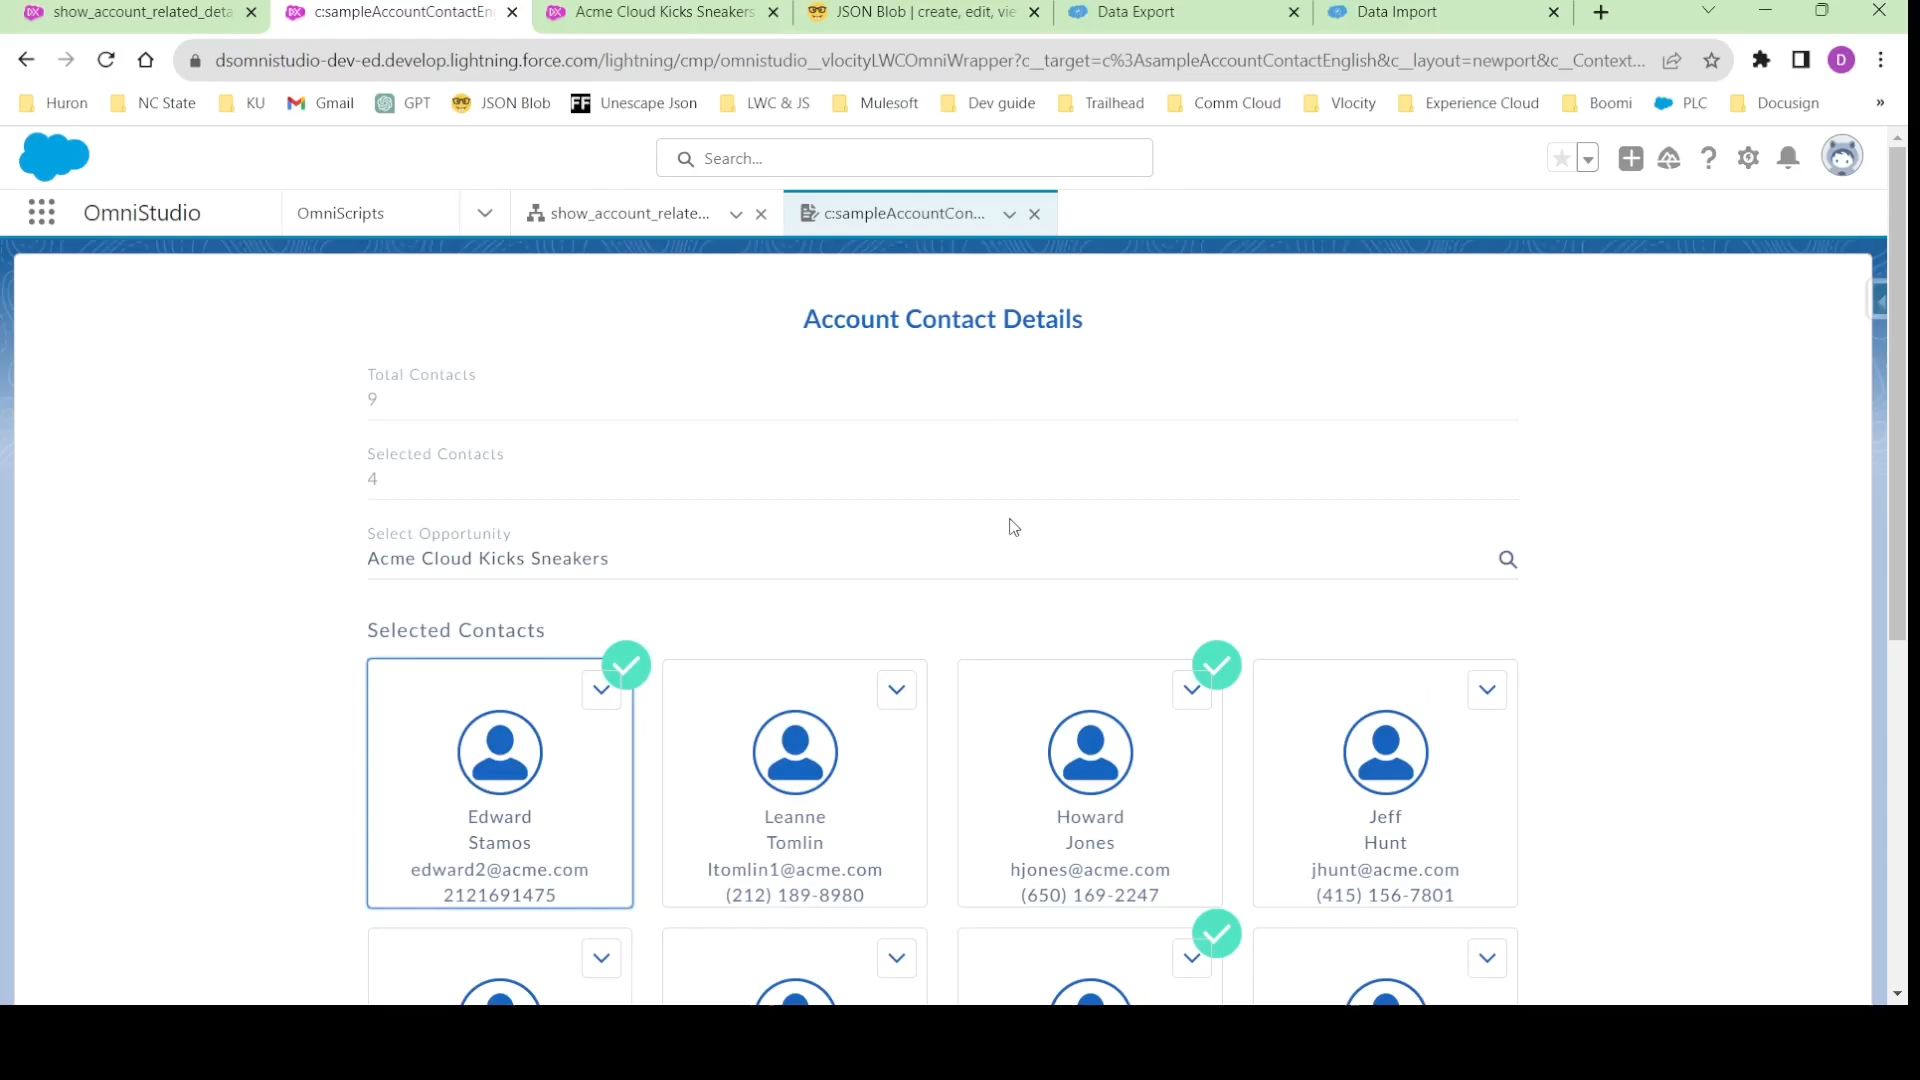 show_account_related_deta
c:sampleAccountContactEn
Acme Cloud Kicks Sneakers
JSON Blob | create, edit, vie
Data Export
Data Import
dsomnistudio-dev-ed.develop.lightning.force.com/lightning/cmp/omnistudio__vlocityLWCOmniWrapper?c__target=c%3AsampleAccountContactEnglish&c__layout=newport&c__Context...
D
Huron
NC State
KU
Gmail
GPT
JSON Blob
FF Unescape Json
LWC & JS
Mulesoft
Dev guide
Trailhead
Comm Cloud
Vlocity
Experience Cloud
Boomi
PLC
Docusign
»
Search...
OmniStudio
OmniScripts
show_account_relate...
c:sampleAccountCon...
Account Contact Details
Total Contacts
9
Selected Contacts
4
Select Opportunity
Acme Cloud Kicks Sneakers
Selected Contacts
Edward
Stamos
edward2@acme.com
2121691475
Leanne
Tomlin
ltomlin1@acme.com
(212) 189-8980
Howard
Jones
hjones@acme.com
(650) 169-2247
Jeff
Hunt
jhunt@acme.com
(415) 156-7801